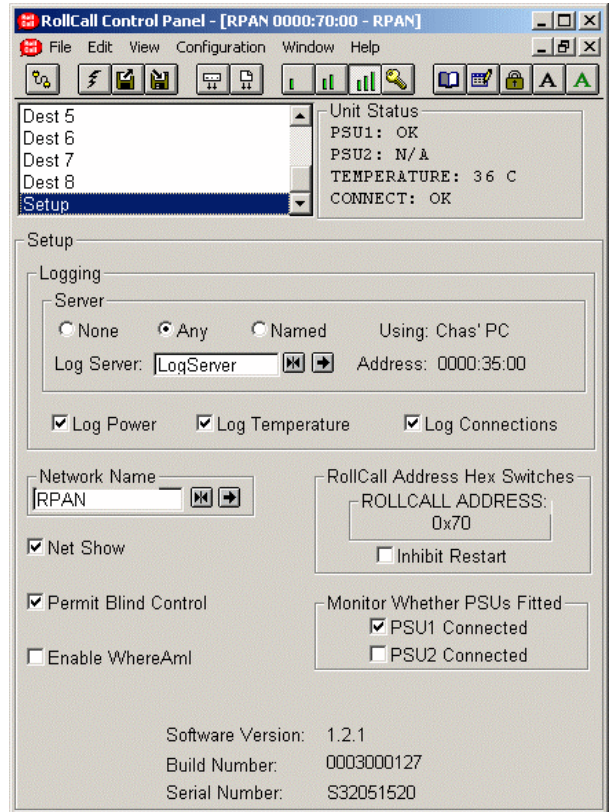 RollCall Control Panel - [RPAN 0000:70:00 - RPAN]
File Edit View Configuration Window Help
A A
Dest 5
Dest 6
Dest 7
Dest 8
Setup
Unit Status
PSU1: OK
PSU2: N/A
TEMPERATURE: 36 C
CONNECT: OK
Setup
Logging
Server
None Any Named Using: Chas' PC
Log Server: LogServer Address: 0000:35:00
Log Power Log Temperature Log Connections
Network Name
RPAN
Net Show
Permit Blind Control
Enable WhereAmI
RollCall Address Hex Switches
ROLLCALL ADDRESS:
0x70
Inhibit Restart
Monitor Whether PSUs Fitted
PSU1 Connected
PSU2 Connected
Software Version: 1.2.1
Build Number: 0003000127
Serial Number: S32051520